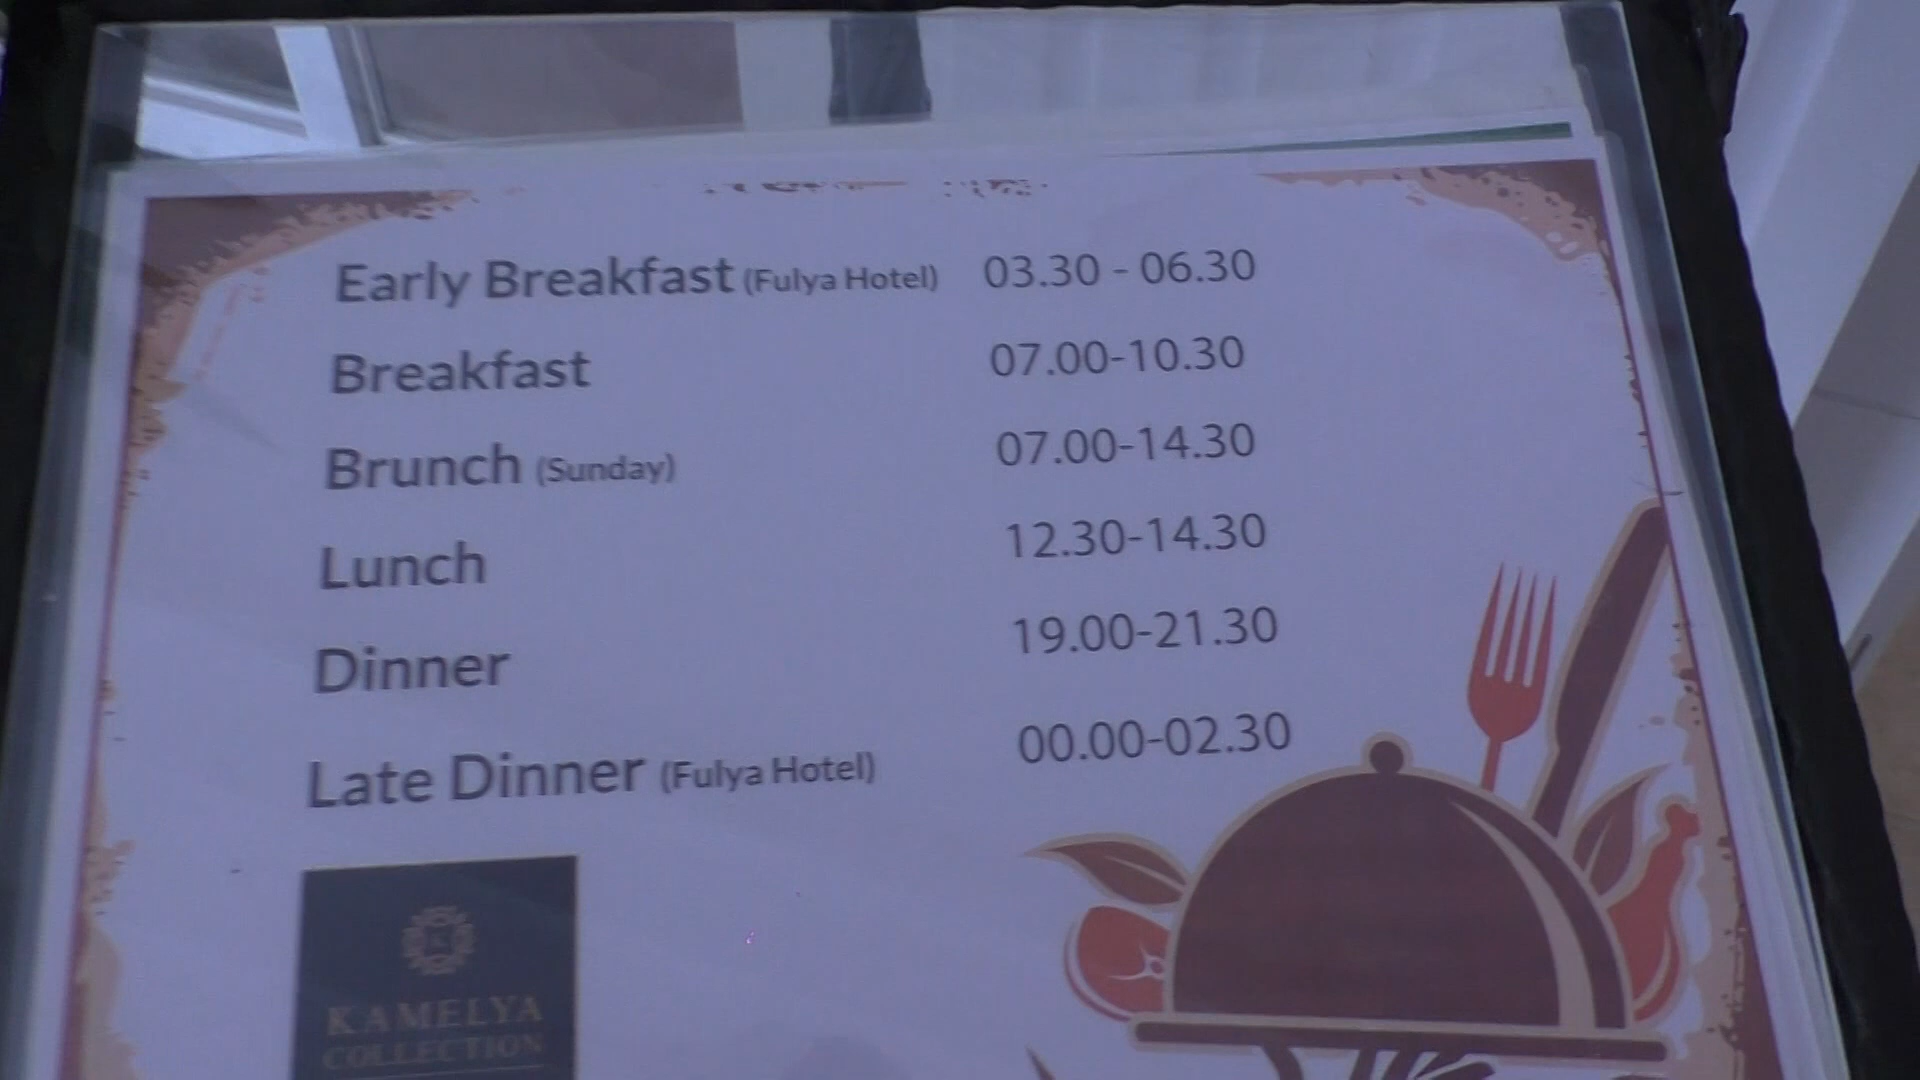 Early Breakfast (Fulya Hotel) 03.30 - 06.30
Breakfast 07.00-10.30
Brunch (Sunday) 07.00-14.30
Lunch 12.30-14.30
Dinner 19.00-21.30
Late Dinner (Fulya Hotel) 00.00-02.30
K
KAMELYA
COLLECTION